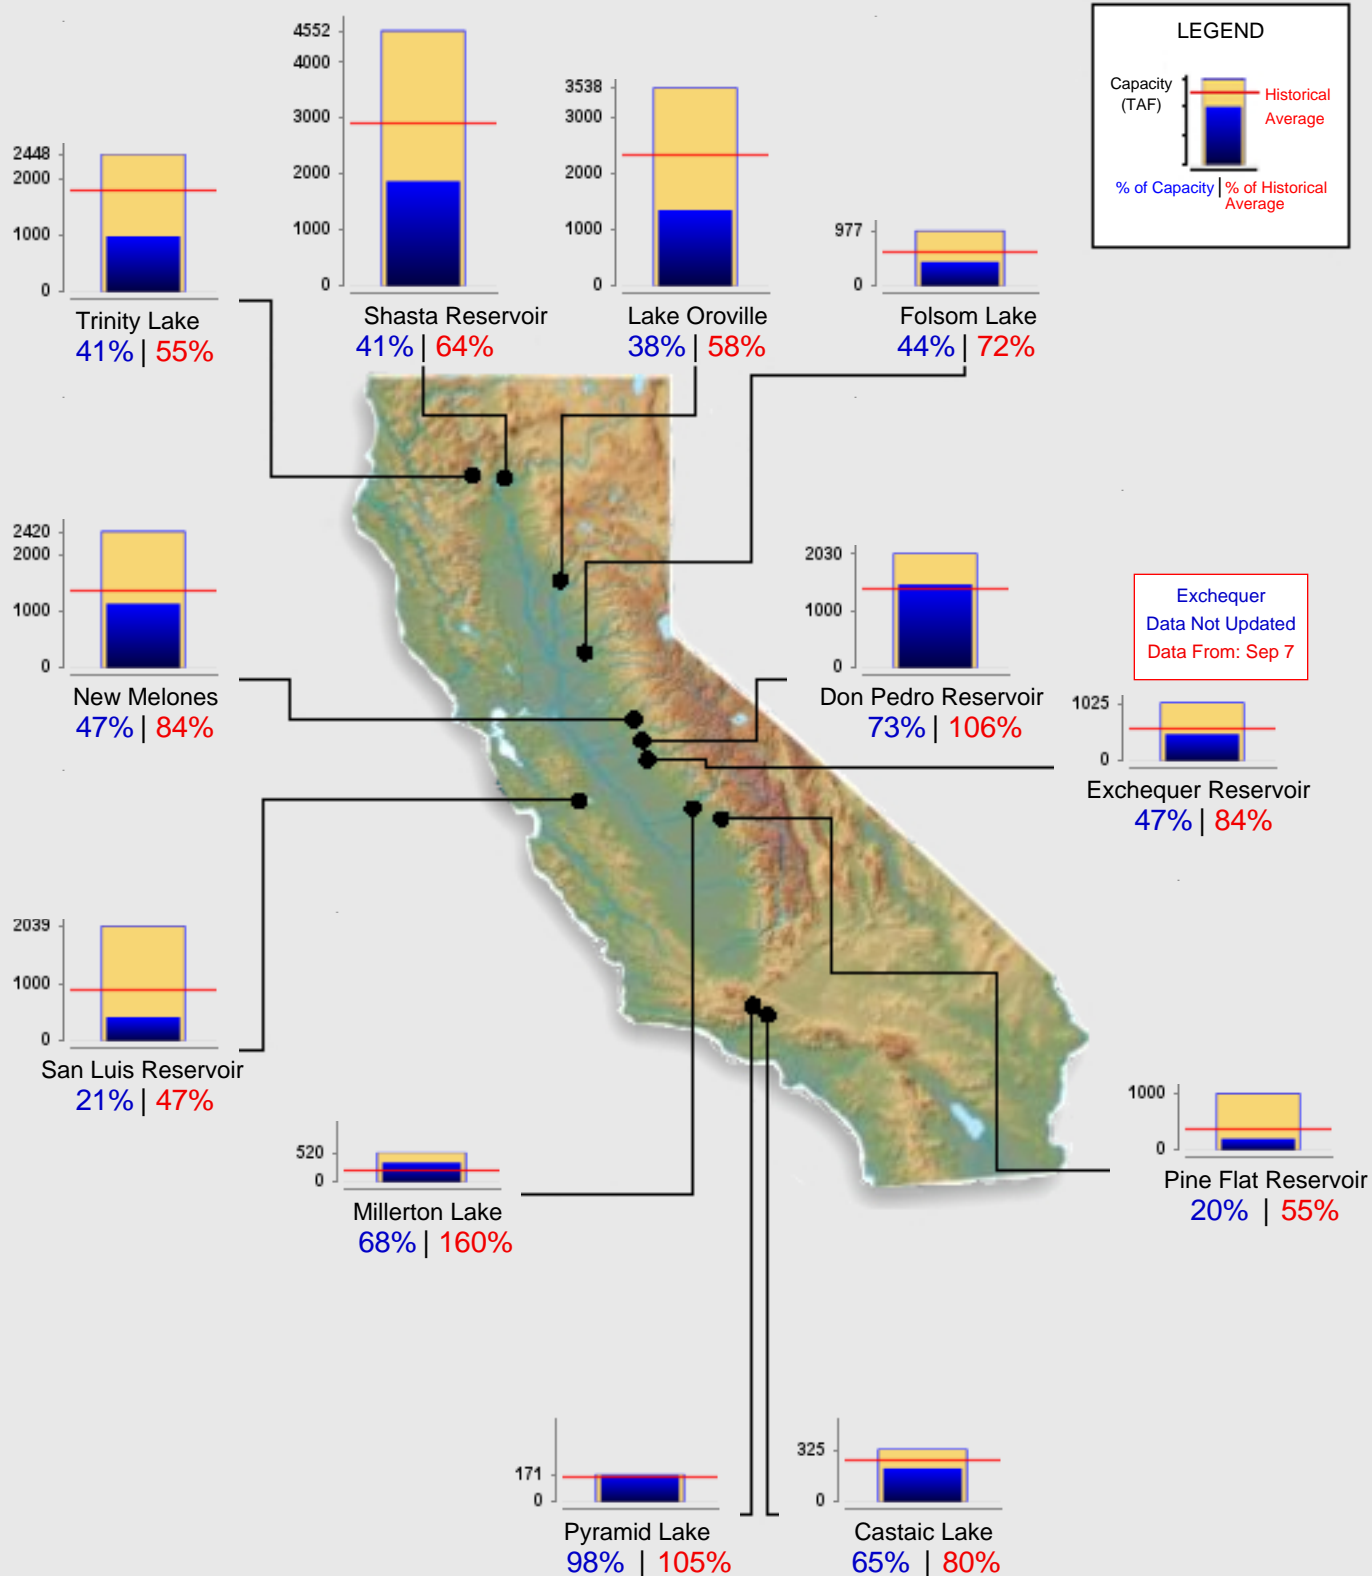 LEGEND
Capacity
(TAF)
Historical
Average
% of Capacity | % of Historical
Average
2448
2000
1000
0
Trinity Lake
41% | 55%
4552
4000
3000
2000
1000
0
Shasta Reservoir
41% | 64%
3538
3000
2000
1000
0
Lake Oroville
38% | 58%
977
0
Folsom Lake
44% | 72%
2420
2000
1000
0
New Melones
47% | 84%
2030
1000
0
Don Pedro Reservoir
73% | 106%
Exchequer
Data Not Updated
Data From: Sep 7
1025
0
Exchequer Reservoir
47% | 84%
2039
1000
0
San Luis Reservoir
21% | 47%
520
0
Millerton Lake
68% | 160%
1000
0
Pine Flat Reservoir
20% | 55%
171
0
Pyramid Lake
98% | 105%
325
0
Castaic Lake
65% | 80%